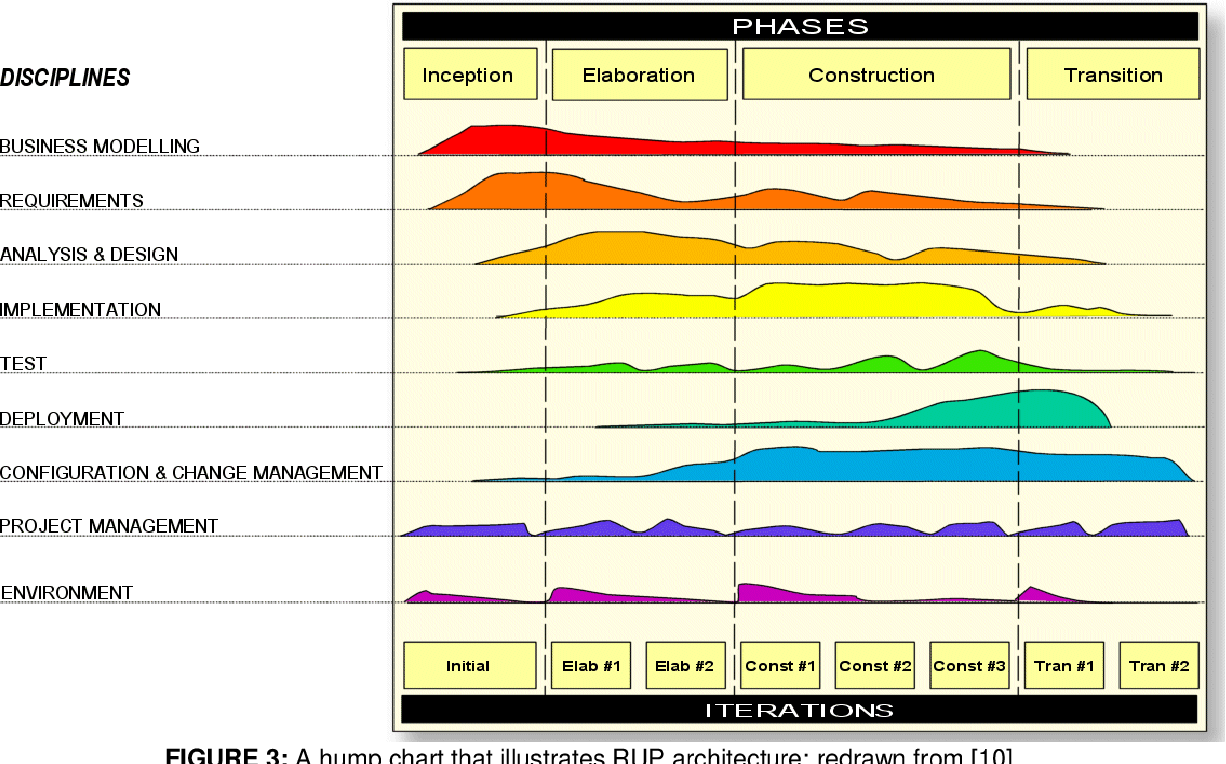 PHASES
DISCIPLINES
Inception
Elaboration
Construction
Transition
BUSINESS MODELLING
REQUIREMENTS
ANALYSIS & DESIGN
IMPLEMENTATION
TEST
DEPLOYMENT
CONFIGURATION & CHANGE MANAGEMENT
PROJECT MANAGEMENT
ENVIRONMENT
Initial
Elab #1
Elab #2
Const #1
Const #2
Const #3
Tran #1
Tran #2
ITERATIONS
FIGURE 3: A hump chart that illustrates RUP architecture; redrawn from [10]